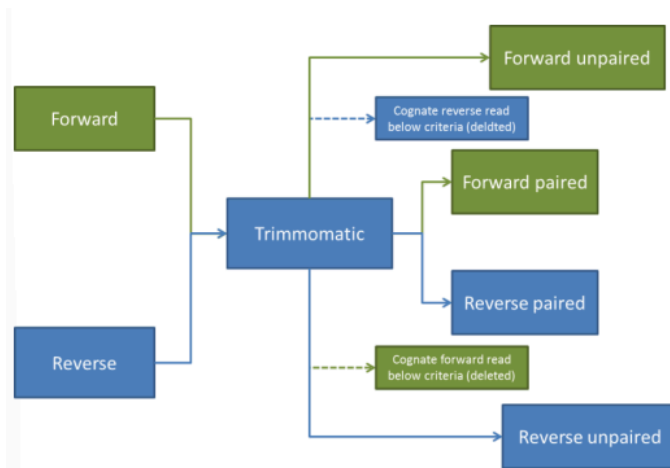 Forward unpaired
Cognate reverse read
below criteria (deldted)
Forward
Forward paired
Trimmomatic
Reverse paired
Reverse
Cognate forward read
below criteria (deleted)
Reverse unpaired